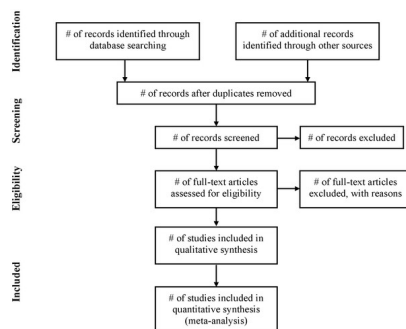 Identification
# of records identified through
database searching
# of additional records
identified through other sources
# of records after duplicates removed
Screening
# of records screened
# of records excluded
Eligibility
# of full-text articles
assessed for eligibility
# of full-text articles
excluded, with reasons
# of studies included in
qualitative synthesis
Included
# of studies included in
quantitative synthesis
(meta-analysis)